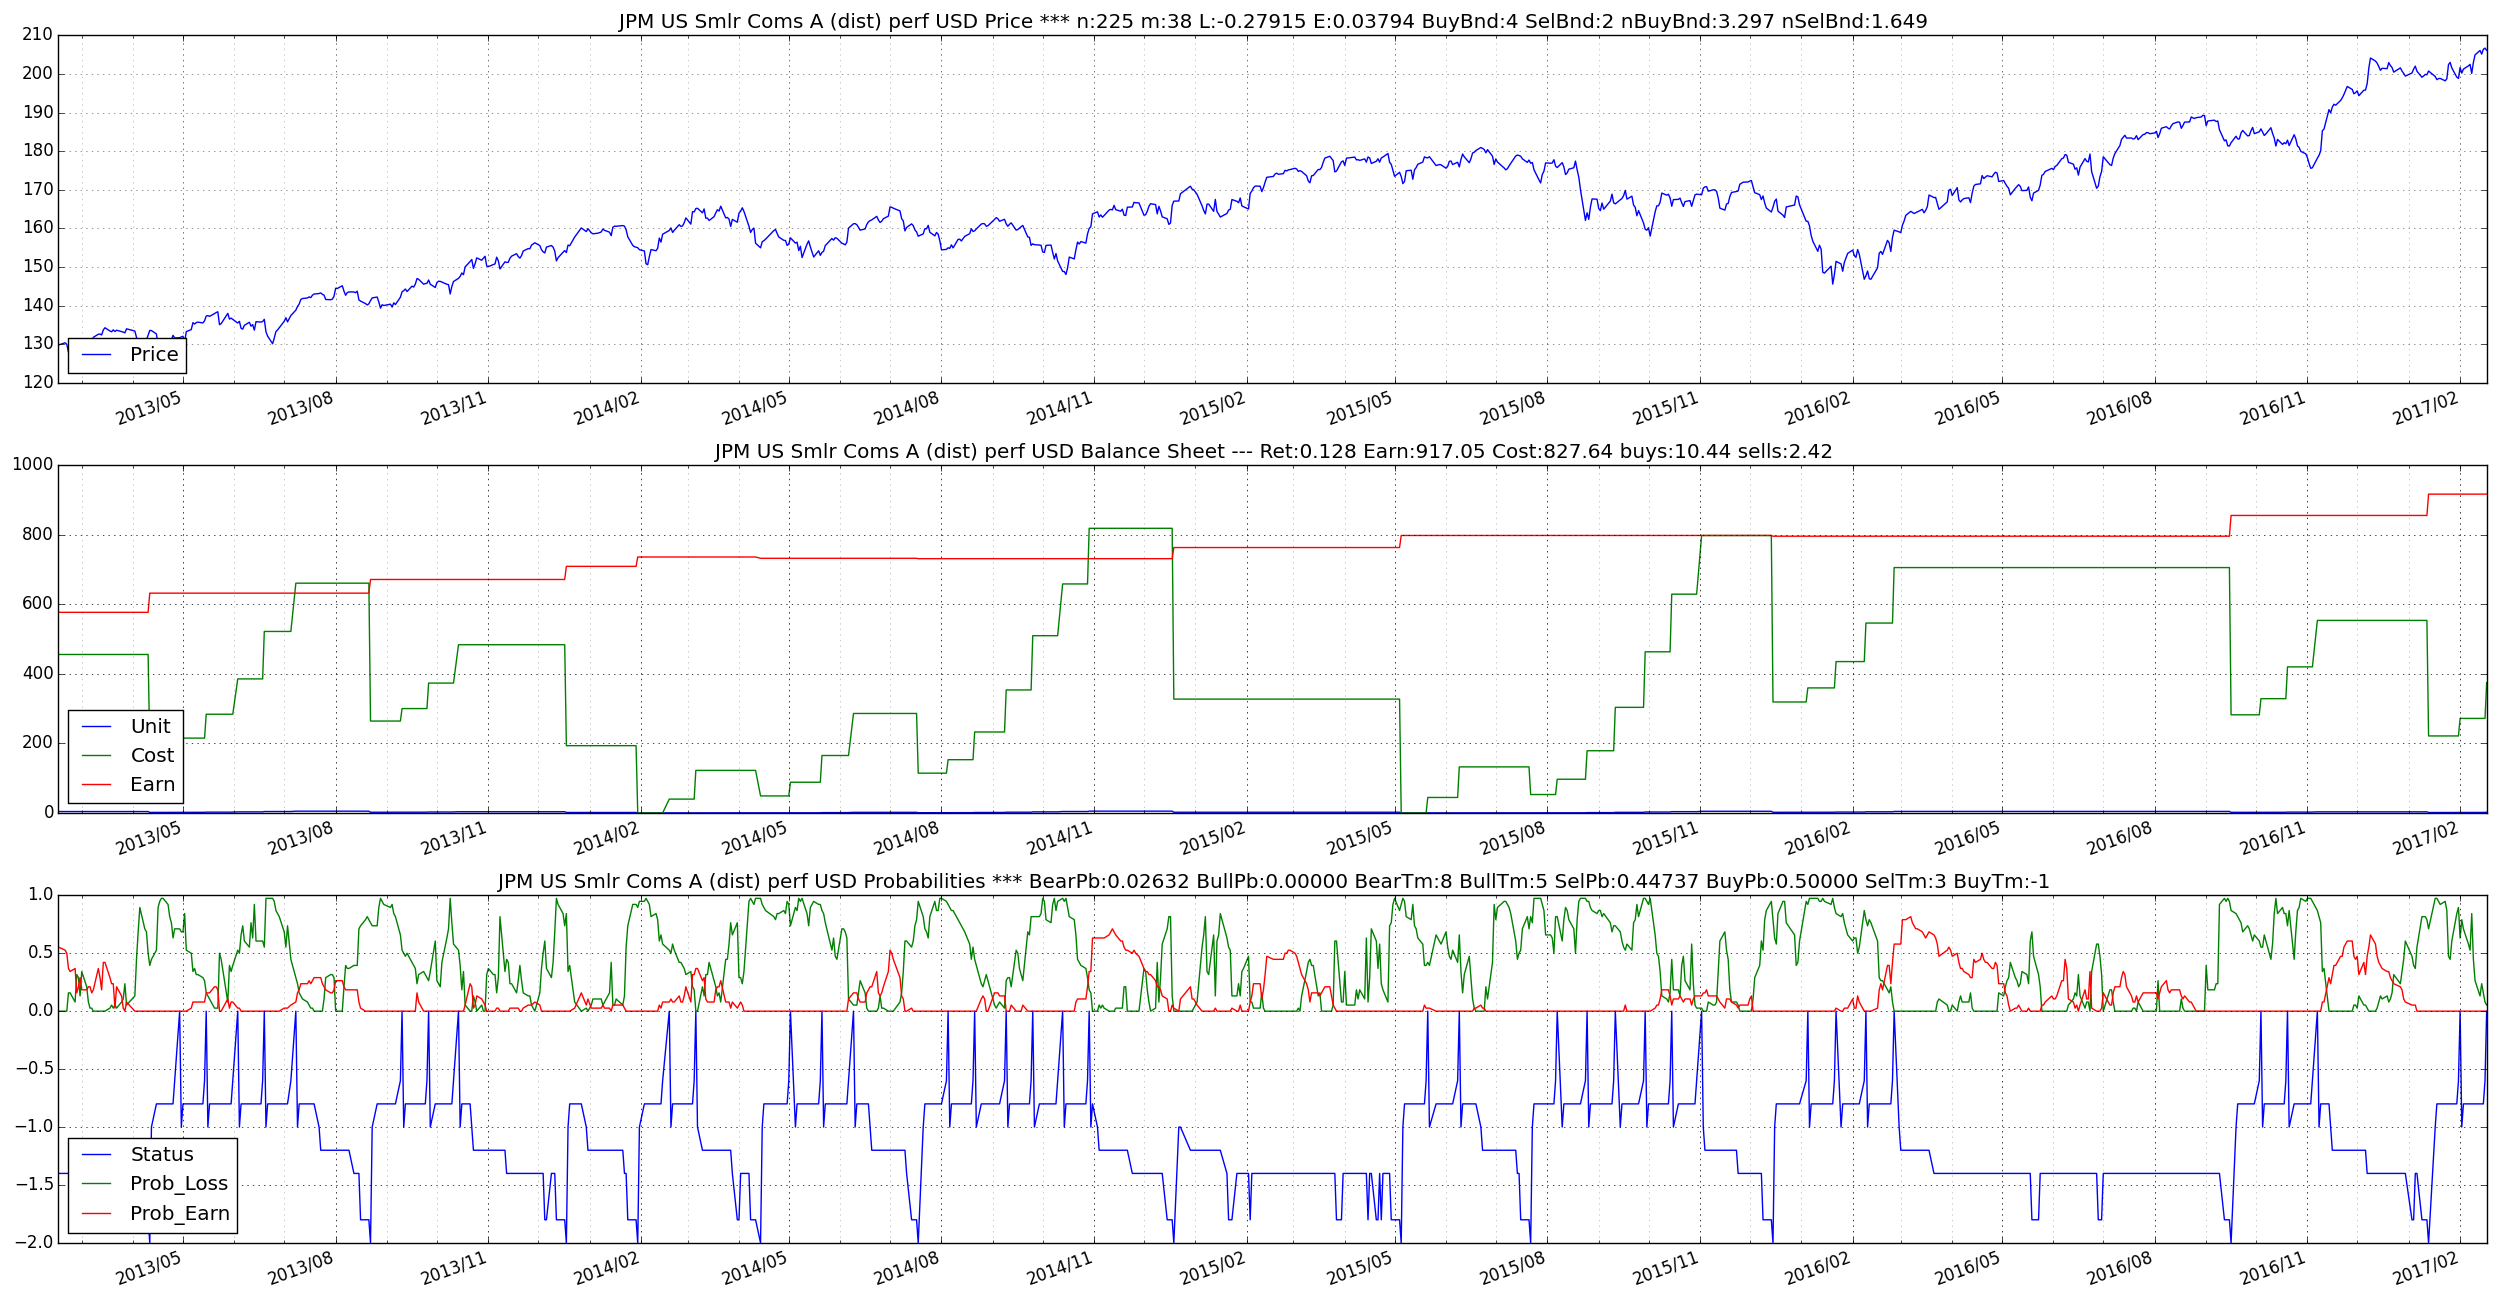 JPM US Smlr Coms A (dist) perf USD Price *** n:225 m:38 L:-0.27915 E:0.03794 BuyBnd:4 SelBnd:2 nBuyBnd:3.297 nSelBnd:1.649
210
200
190
180
170
160
150
140
130
120
Price
2013/05 2013/08 2013/11 2014/02 2014/05 2014/08 2014/11 2015/02 2015/05 2015/08 2015/11 2016/02 2016/05 2016/08 2016/11 2017/02
JPM US Smlr Coms A (dist) perf USD Balance Sheet --- Ret:0.128 Earn:917.05 Cost:827.64 buys:10.44 sells:2.42
1000
800
600
400
200
0
Unit
Cost
Earn
2013/05 2013/08 2013/11 2014/02 2014/05 2014/08 2014/11 2015/02 2015/05 2015/08 2015/11 2016/02 2016/05 2016/08 2016/11 2017/02
JPM US Smlr Coms A (dist) perf USD Probabilities *** BearPb:0.02632 BullPb:0.00000 BearTm:8 BullTm:5 SelPb:0.44737 BuyPb:0.50000 SelTm:3 BuyTm:-1
1.0
0.5
0.0
−0.5
−1.0
−1.5
−2.0
Status
Prob_Loss
Prob_Earn
2013/05 2013/08 2013/11 2014/02 2014/05 2014/08 2014/11 2015/02 2015/05 2015/08 2015/11 2016/02 2016/05 2016/08 2016/11 2017/02